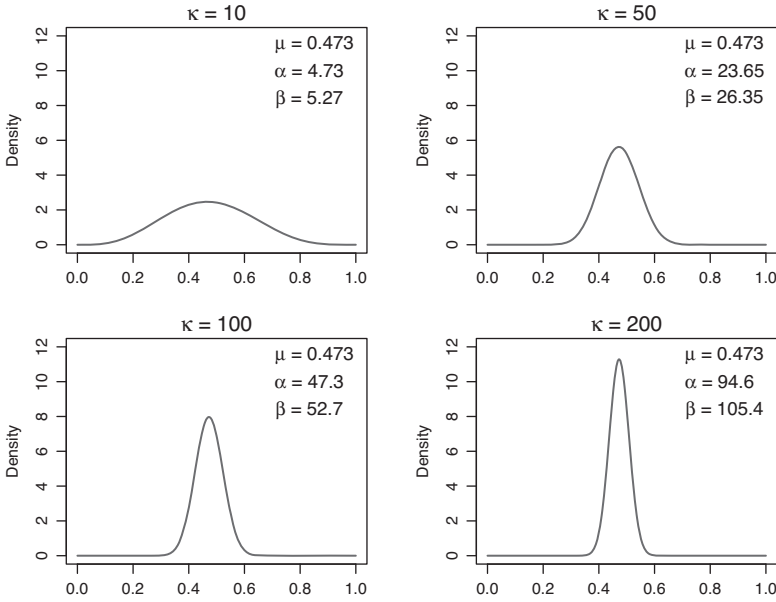 κ = 10
μ = 0.473
α = 4.73
β = 5.27
Density
12
10
8
6
4
2
0
0.0 0.2 0.4 0.6 0.8 1.0
κ = 50
μ = 0.473
α = 23.65
β = 26.35
Density
12
10
8
6
4
2
0
0.0 0.2 0.4 0.6 0.8 1.0
κ = 100
μ = 0.473
α = 47.3
β = 52.7
Density
12
10
8
6
4
2
0
0.0 0.2 0.4 0.6 0.8 1.0
κ = 200
μ = 0.473
α = 94.6
β = 105.4
Density
12
10
8
6
4
2
0
0.0 0.2 0.4 0.6 0.8 1.0